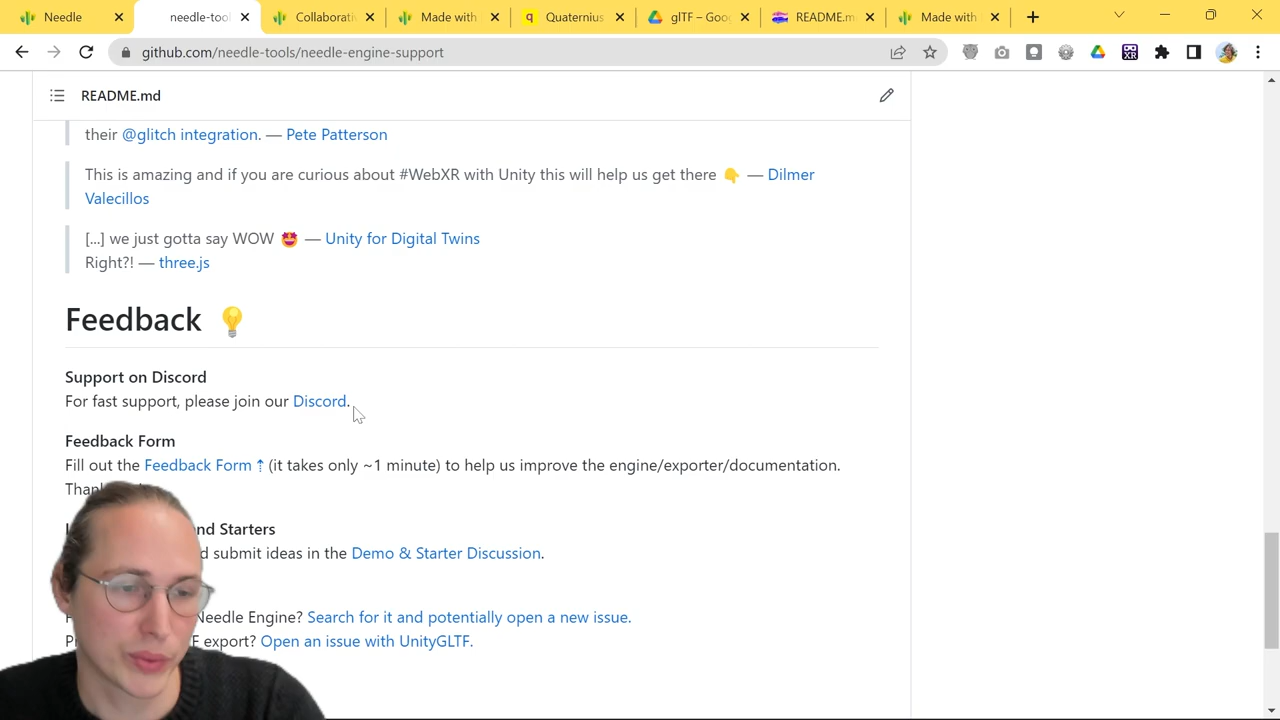 Needle
needle-tool
Collaborati
Made with
Quaternius
glTF – Goo
README.m
Made with
github.com/needle-tools/needle-engine-support
README.md
their @glitch integration. — Pete Patterson
This is amazing and if you are curious about #WebXR with Unity this will help us get there 👇 — Dilmer
Valecillos
[...] we just gotta say WOW 🤩 — Unity for Digital Twins
Right?! — three.js
Feedback 💡
Support on Discord
For fast support, please join our Discord.
Feedback Form
Fill out the Feedback Form ⇡ (it takes only ~1 minute) to help us improve the engine/exporter/documentation.
Starters
submit ideas in the Demo & Starter Discussion.
Needle Engine? Search for it and potentially open a new issue.
export? Open an issue with UnityGLTF.